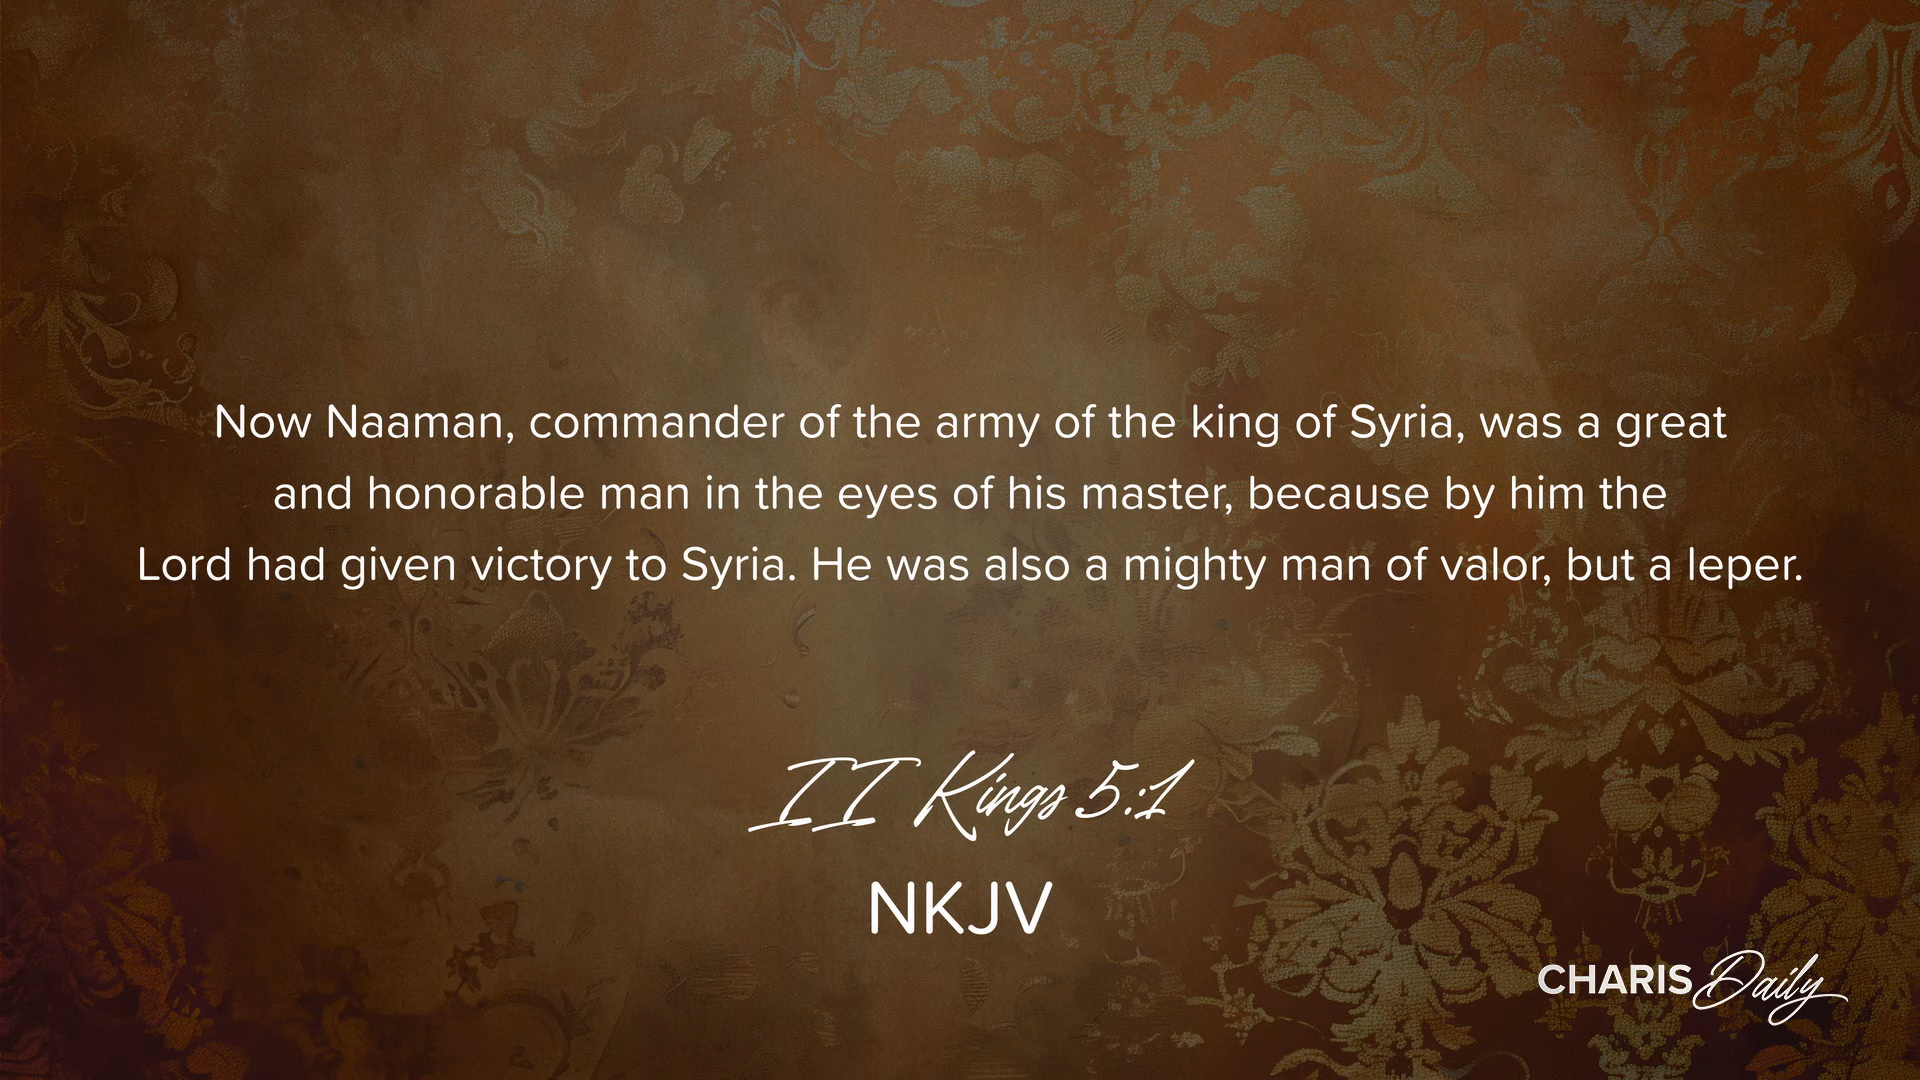 Now Naaman, commander of the army of the king of Syria, was a great
and honorable man in the eyes of his master, because by him the
Lord had given victory to Syria. He was also a mighty man of valor, but a leper.
II Kings 5:1
NKJV
CHARIS Daily